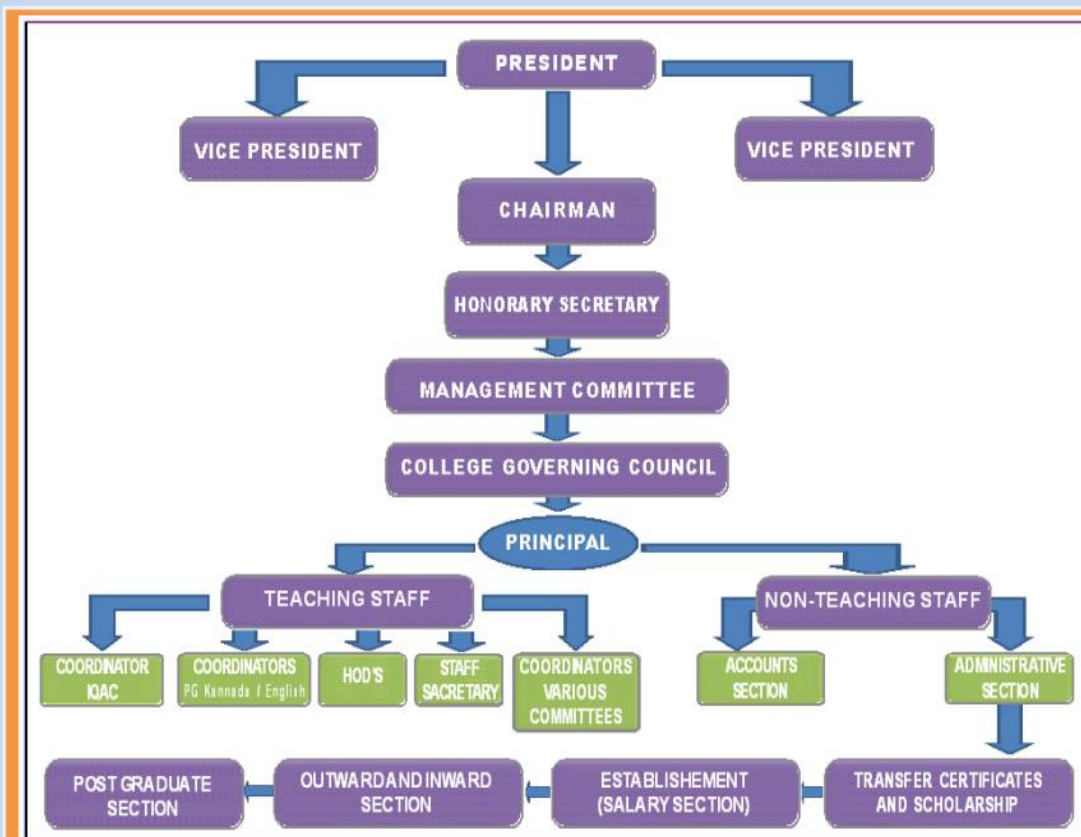 PRESIDENT
VICE PRESIDENT
VICE PRESIDENT
CHAIRMAN
HONORARY SECRETARY
MANAGEMENT COMMITTEE
COLLEGE GOVERNING COUNCIL
PRINCIPAL
TEACHING STAFF
NON-TEACHING STAFF
COORDINATOR
IQAC
COORDINATORS
PG Kannada / English
HOD'S
STAFF
SACRETARY
COORDINATORS
VARIOUS
COMMITTEES
ACCOUNTS
SECTION
ADMINISTRATIVE
SECTION
POST GRADUATE
SECTION
OUTWARD AND INWARD
SECTION
ESTABLISHEMENT
(SALARY SECTION)
TRANSFER CERTIFICATES
AND SCHOLARSHIP